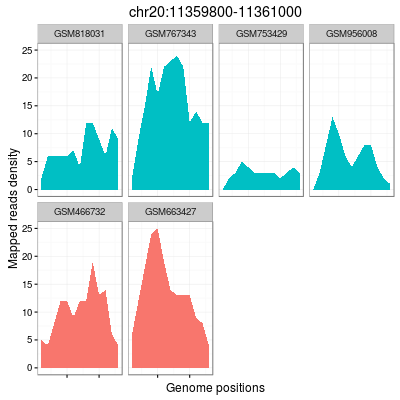 chr20:11359800-11361000
GSM818031 GSM767343 GSM753429 GSM956008
25
20
15
10
5
0
GSM466732 GSM663427
25
20
15
10
5
0
Mapped reads density
Genome positions